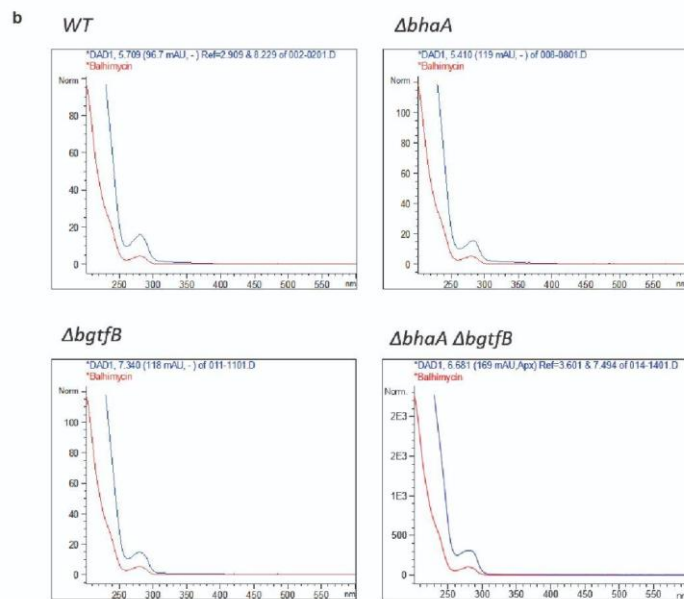 b
WT
*DAD1, 5.709 (96.7 mAU, - ) Ref=2.909 & 8.229 of 002-0201.D
*Balhimycin
Norm
80
60
40
20
0
250 300 350 400 450 500 550 nm
ΔbhaA
*DAD1, 5.410 (119 mAU, - ) of 008-0801.D
*Balhimycin
Norm
100
80
60
40
20
0
250 300 350 400 450 500 550 nm
ΔbgtfB
*DAD1, 7.340 (118 mAU, - ) of 011-1101.D
*Balhimycin
Norm.
100
80
60
40
20
0
250 300 350 400 450 500 550 nm
ΔbhaA ΔbgtfB
*DAD1, 6.681 (169 mAU,Apx) Ref=3.601 & 7.494 of 014-1401.D
*Balhimycin
Norm.
2E3
2E3
1E3
500
0
250 300 350 400 450 500 550 nm